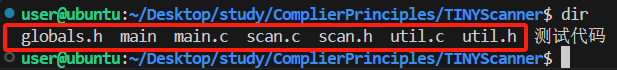 user@ubuntu:~/Desktop/study/ComplierPrinciples/TINYScanner$ dir
globals.h main main.c scan.c scan.h util.c util.h 测试代码
user@ubuntu:~/Desktop/study/ComplierPrinciples/TINYScanner$